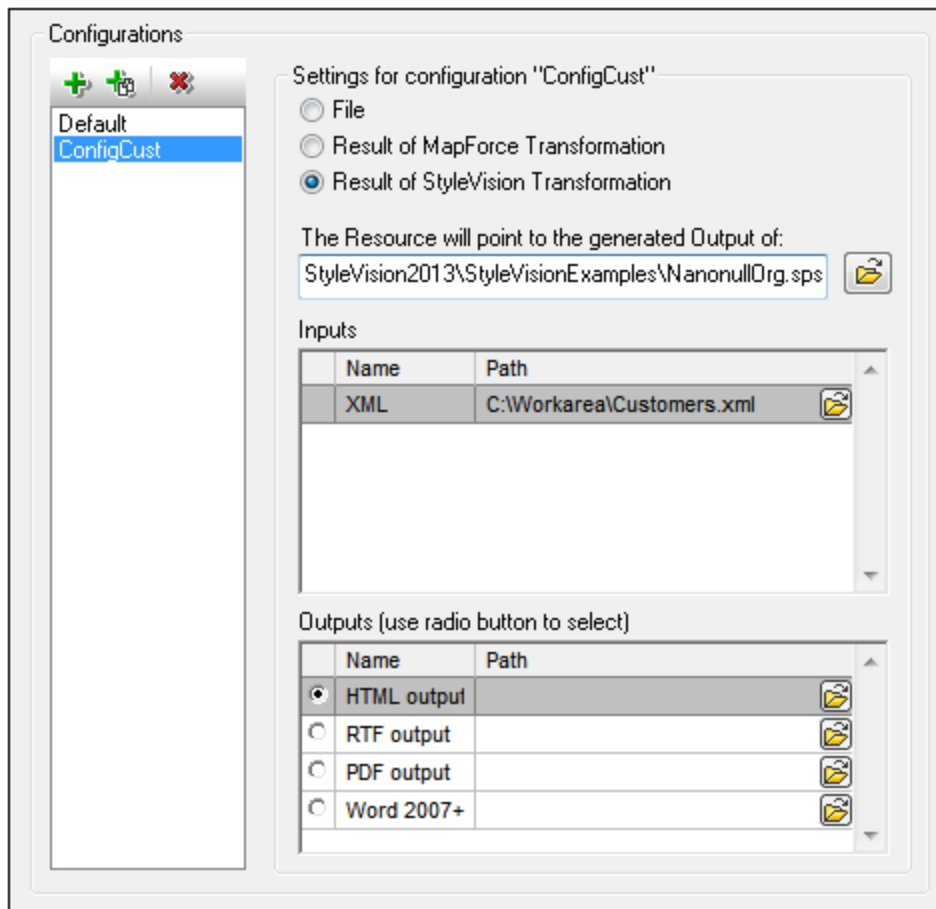 Configurations
Default
ConfigCust
Settings for configuration "ConfigCust"
File
Result of MapForce Transformation
Result of StyleVision Transformation
The Resource will point to the generated Output of:
StyleVision2013\StyleVisionExamples\NanonullOrg.sps
Inputs
Name Path
XML C:\Workarea\Customers.xml
Outputs (use radio button to select)
Name Path
HTML output
RTF output
PDF output
Word 2007+